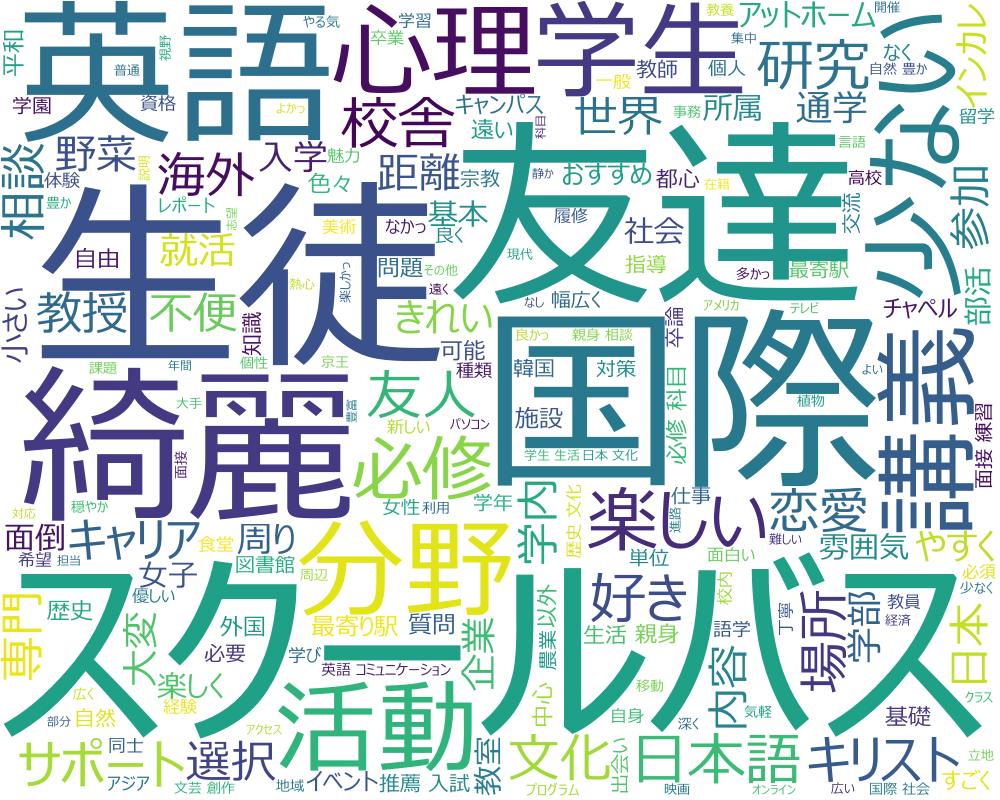 英語
心理
学生
少ない
友達
生徒
国際
綺麗
スクールバス
講義
分野
活動
平和
普通
視野
やる気
学習
卒業
教養
集中
アットホーム
なく
開催
自然 豊か
インカレ
学園
資格
よかっ
校舎
キャンパス
遠い
一般
教師
個人
研究
世界
事務
所属
通学
科目
留学
言語
高校
相談
野菜
体験
豊か
説明
海外
レポート
志望
入学
魅力
色々
距離
宗教
静か
おすすめ
都心
在籍
交流
参加
部活
自由
就活
美術
なかっ
基本
良く
履修
社会
指導
現代
多かっ
最寄駅
小さい
教授
不便
熱心
楽しかっ
問題
その他
遠く
なし
幅広く
アメリカ
テレビ
チャペル
よい
知識
きれい
課題
年間
個性
京王
可能
種類
良かっ
親身 相談
卒論
韓国
対策
大手
豊富
友人
新しい
パソコン
施設
必修 科目
植物
面接 練習
面接
必修
学生 生活
日本 文化
穏やか
対応
面倒
希望
担当
キャリア
食堂
周り
女性
利用
学年
学内
歴史 文化
楽しい
仕事
進路
恋愛
難しい
雰囲気
やすく
女子
優しい
図書館
周辺
単位
面白い
校内
必須
少なく
専門
歴史
大変
外国
最寄り駅
質問
企業
農業 以外
好き
生活
親身
語学
丁寧
場所
学部
教員
経済
日本
必要
学び
英語 コミュニケーション
楽しく
広く
経験
自然
部分
アクセス
中心
移動
自身
内容
深く
気軽
基礎
クラス
サポート
同士
選択
アジア
文芸 創作
地域
イベント
推薦
入試
教室
文化
プログラム
出会い
日本語
映画
オンライン
キリスト
広い
国際 社会
立地
すごく